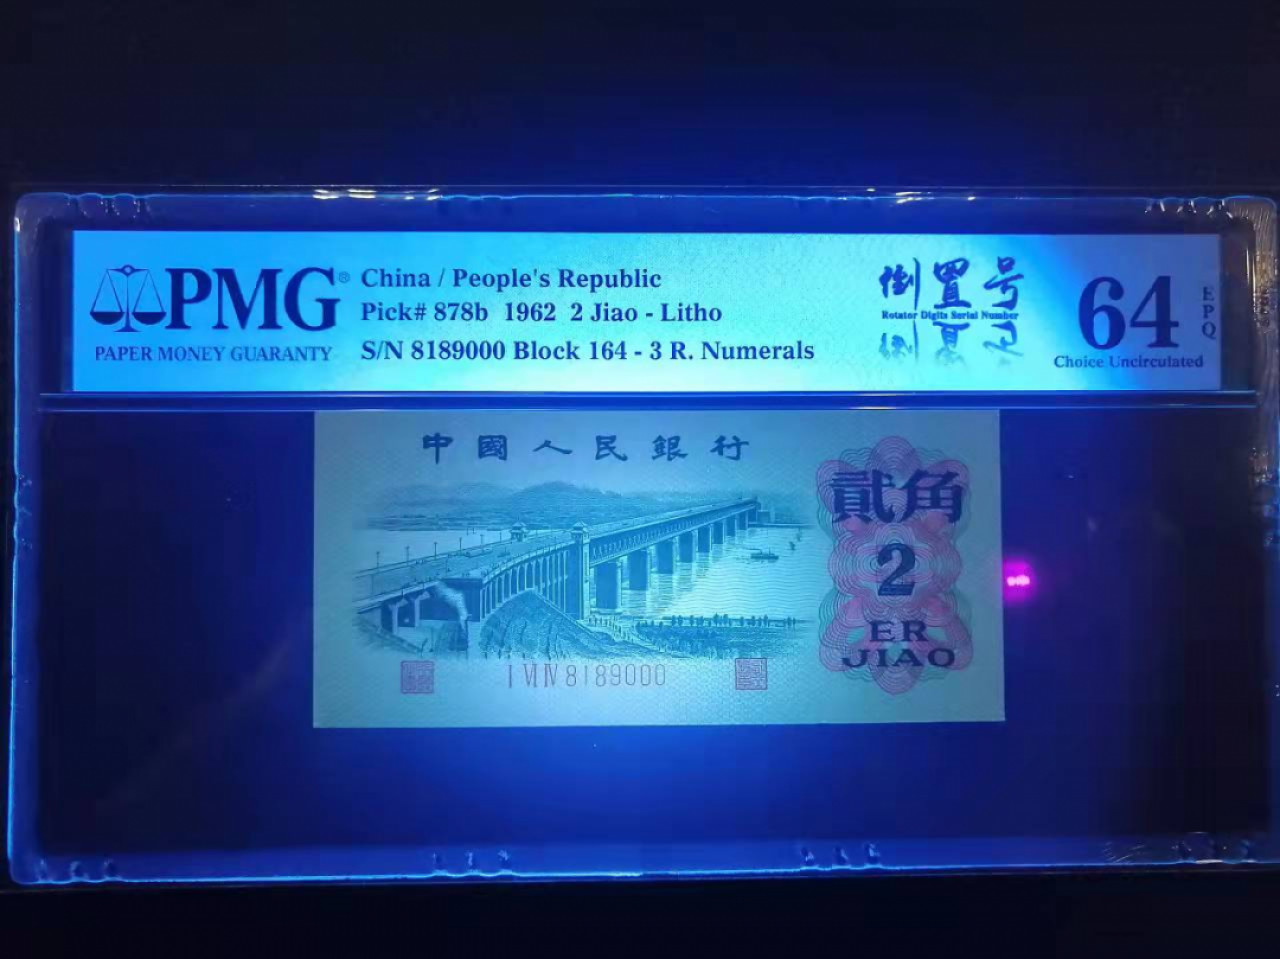 PMG®
PAPER MONEY GUARANTY
China / People's Republic
Pick# 878b 1962 2 Jiao - Litho
S/N 8189000 Block 164 - 3 R. Numerals
倒置号
Rotator Digits Serial Number
64
EPQ
Choice Uncirculated
中國人民銀行
貳角
2
ER
JIAO
I VI IV 8189000